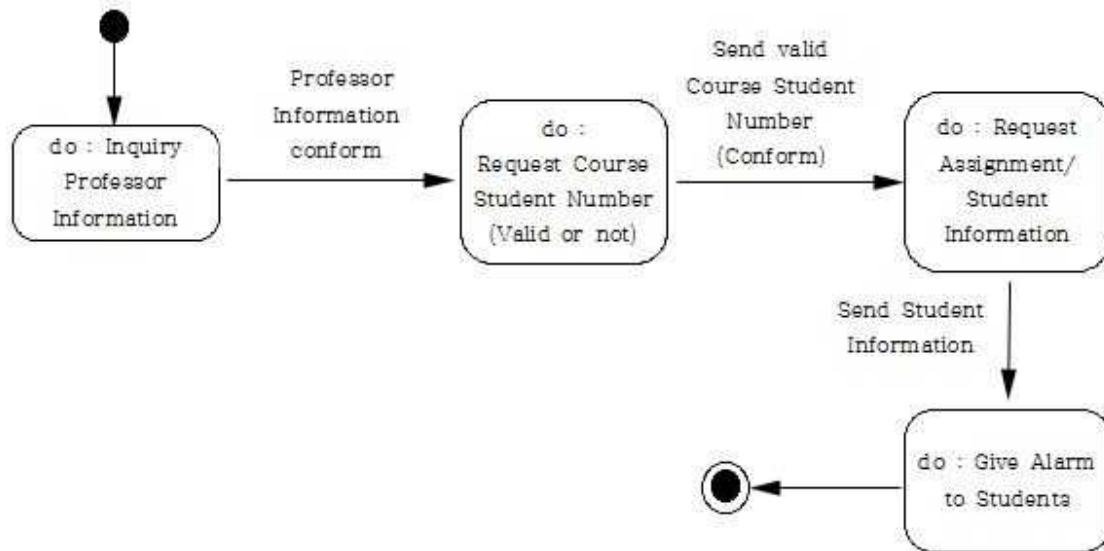 do : Inquiry
Professor
Information
Professor
Information
conform
do :
Request Course
Student Number
(Valid or not)
Send valid
Course Student
Number
(Conform)
do : Request
Assignment/
Student
Information
Send Student
Information
do : Give Alarm
to Students